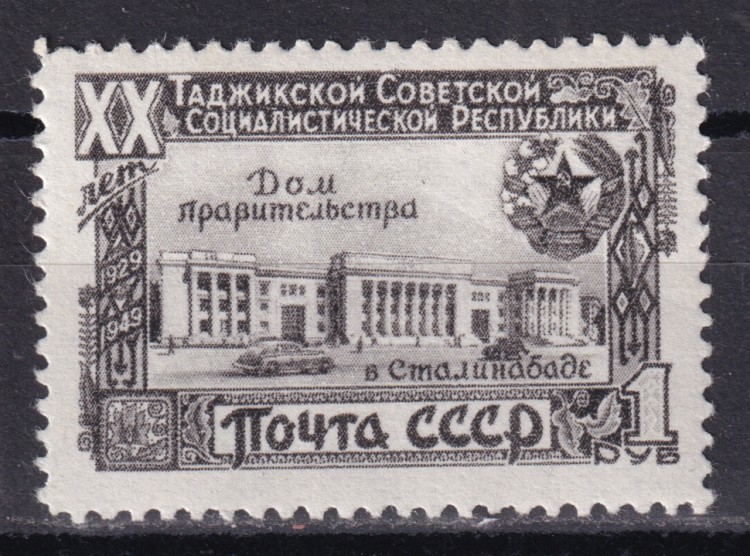 XX лет
Таджикской Советской
Социалистической Республики
Дом
правительства
1929
1949
в Сталинабаде
Почта СССР
1
РУБ